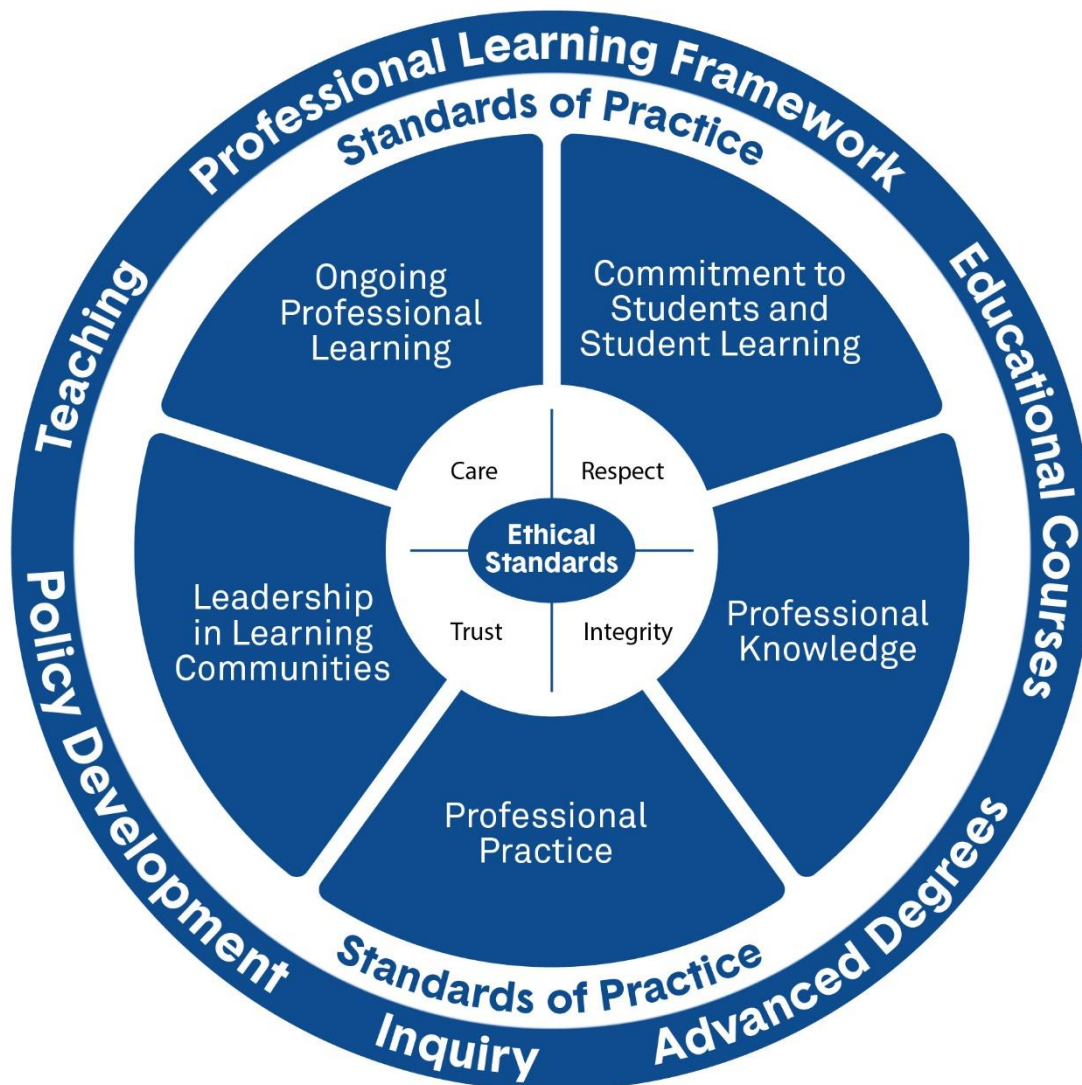 Professional Learning Framework
Standards of Practice
Ongoing
Professional
Learning
Commitment to
Students and
Student Learning
Teaching
Educational Courses
Care
Respect
Ethical
Standards
Trust
Integrity
Leadership
in Learning
Communities
Professional
Knowledge
Professional
Practice
Policy Development
Standards of Practice
Inquiry
Advanced Degrees